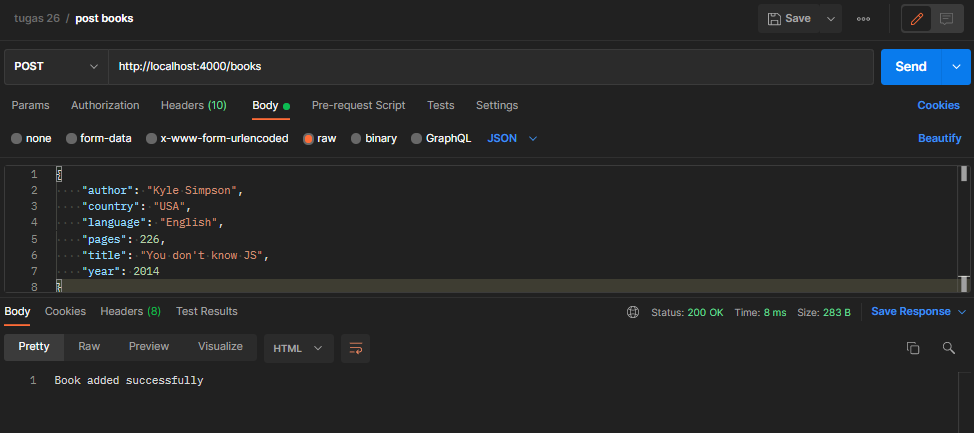 tugas 26 / post books Save
POST http://localhost:4000/books Send
Params Authorization Headers (10) Body Pre-request Script Tests Settings Cookies
none form-data x-www-form-urlencoded raw binary GraphQL JSON Beautify
1 {
2 "author": "Kyle Simpson",
3 "country": "USA",
4 "language": "English",
5 "pages": 226,
6 "title": "You don't know JS",
7 "year": 2014
8 }
Body Cookies Headers (8) Test Results Status: 200 OK Time: 8 ms Size: 283 B Save Response
Pretty Raw Preview Visualize HTML
1 Book added successfully